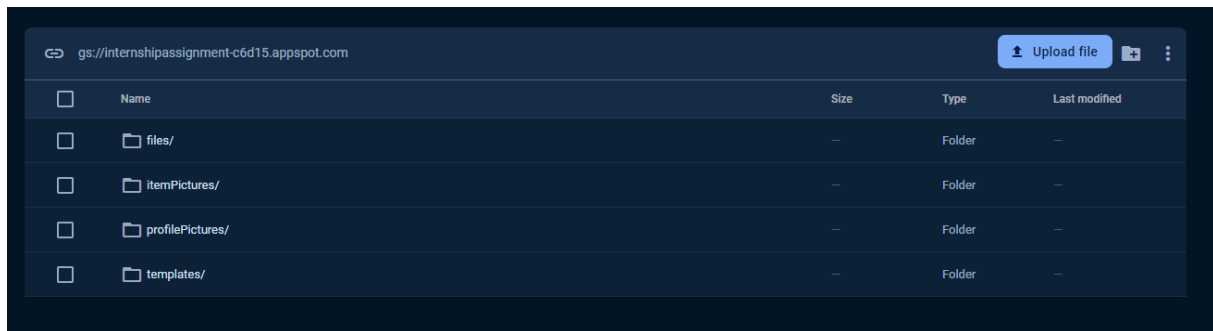 gs://internshipassignment-c6d15.appspot.com Upload file
Name Size Type Last modified
files/ — Folder —
itemPictures/ — Folder —
profilePictures/ — Folder —
templates/ — Folder —